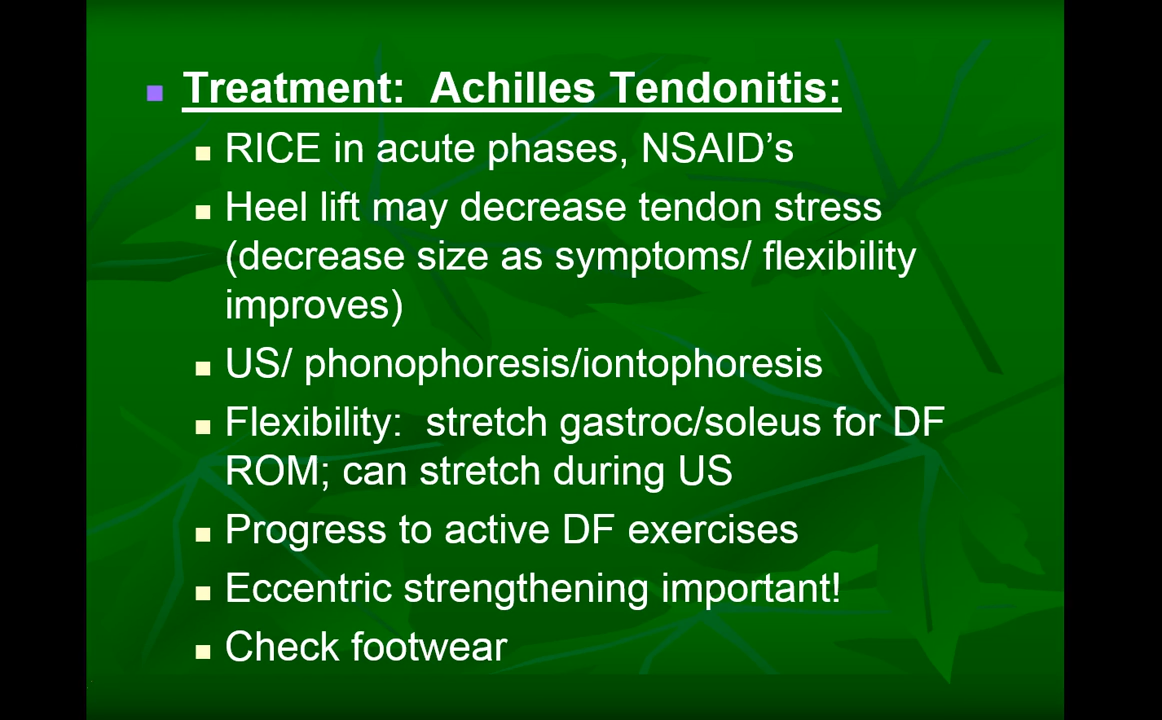 Treatment:  Achilles Tendonitis:
RICE in acute phases, NSAID’s
Heel lift may decrease tendon stress
(decrease size as symptoms/ flexibility
improves)
US/ phonophoresis/iontophoresis
Flexibility:  stretch gastroc/soleus for DF
ROM; can stretch during US
Progress to active DF exercises
Eccentric strengthening important!
Check footwear